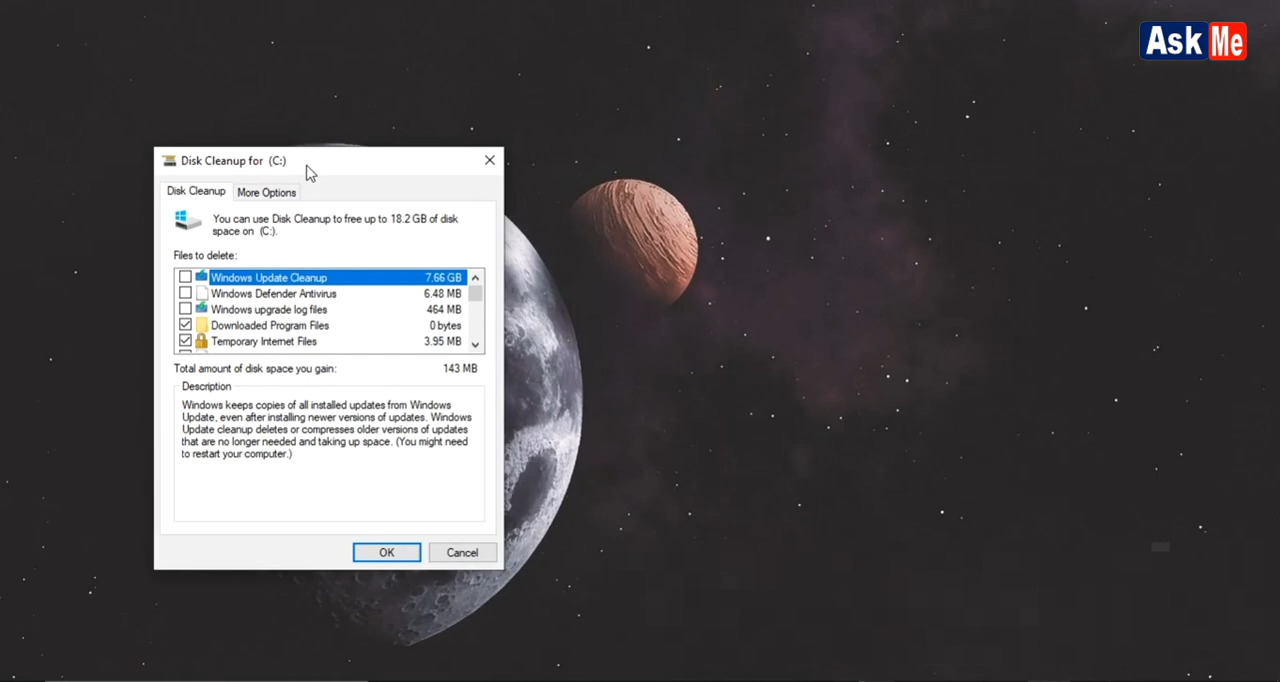 Ask Me
Disk Cleanup for (C:)
Disk Cleanup
More Options
You can use Disk Cleanup to free up to 18.2 GB of disk
space on (C:).
Files to delete:
Windows Update Cleanup 7.66 GB
Windows Defender Antivirus 6.48 MB
Windows upgrade log files 464 MB
Downloaded Program Files 0 bytes
Temporary Internet Files 3.95 MB
Total amount of disk space you gain: 143 MB
Description
Windows keeps copies of all installed updates from Windows
Update, even after installing newer versions of updates. Windows
Update cleanup deletes or compresses older versions of updates
that are no longer needed and taking up space. (You might need
to restart your computer.)
OK
Cancel